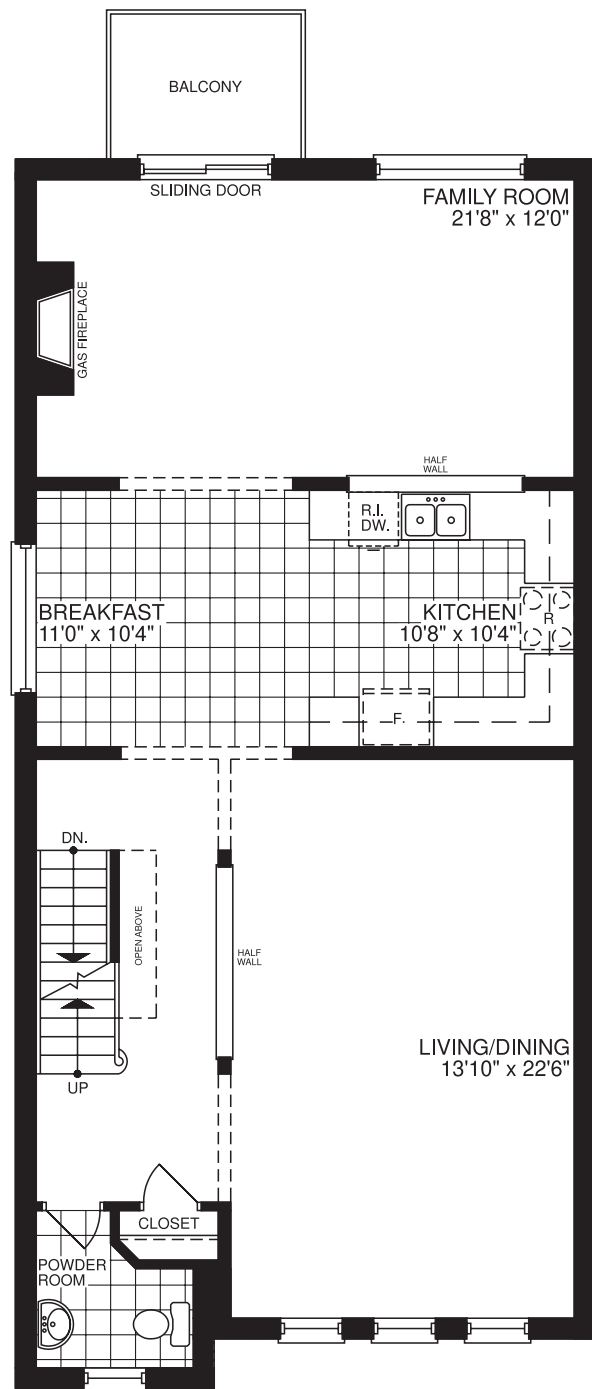 BALCONY
SLIDING DOOR
FAMILY ROOM
21'8" x 12'0"
GAS FIREPLACE
HALF
WALL
R.I.
DW.
BREAKFAST
11'0" x 10'4"
KITCHEN
10'8" x 10'4"
R
F.
DN.
OPEN ABOVE
HALF
WALL
LIVING/DINING
13'10" x 22'6"
UP
CLOSET
POWDER
ROOM